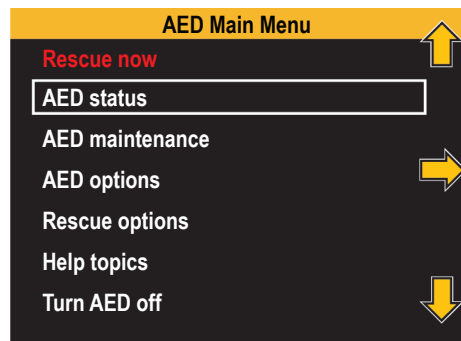 AED Main Menu
Rescue now
AED status
AED maintenance
AED options
Rescue options
Help topics
Turn AED off